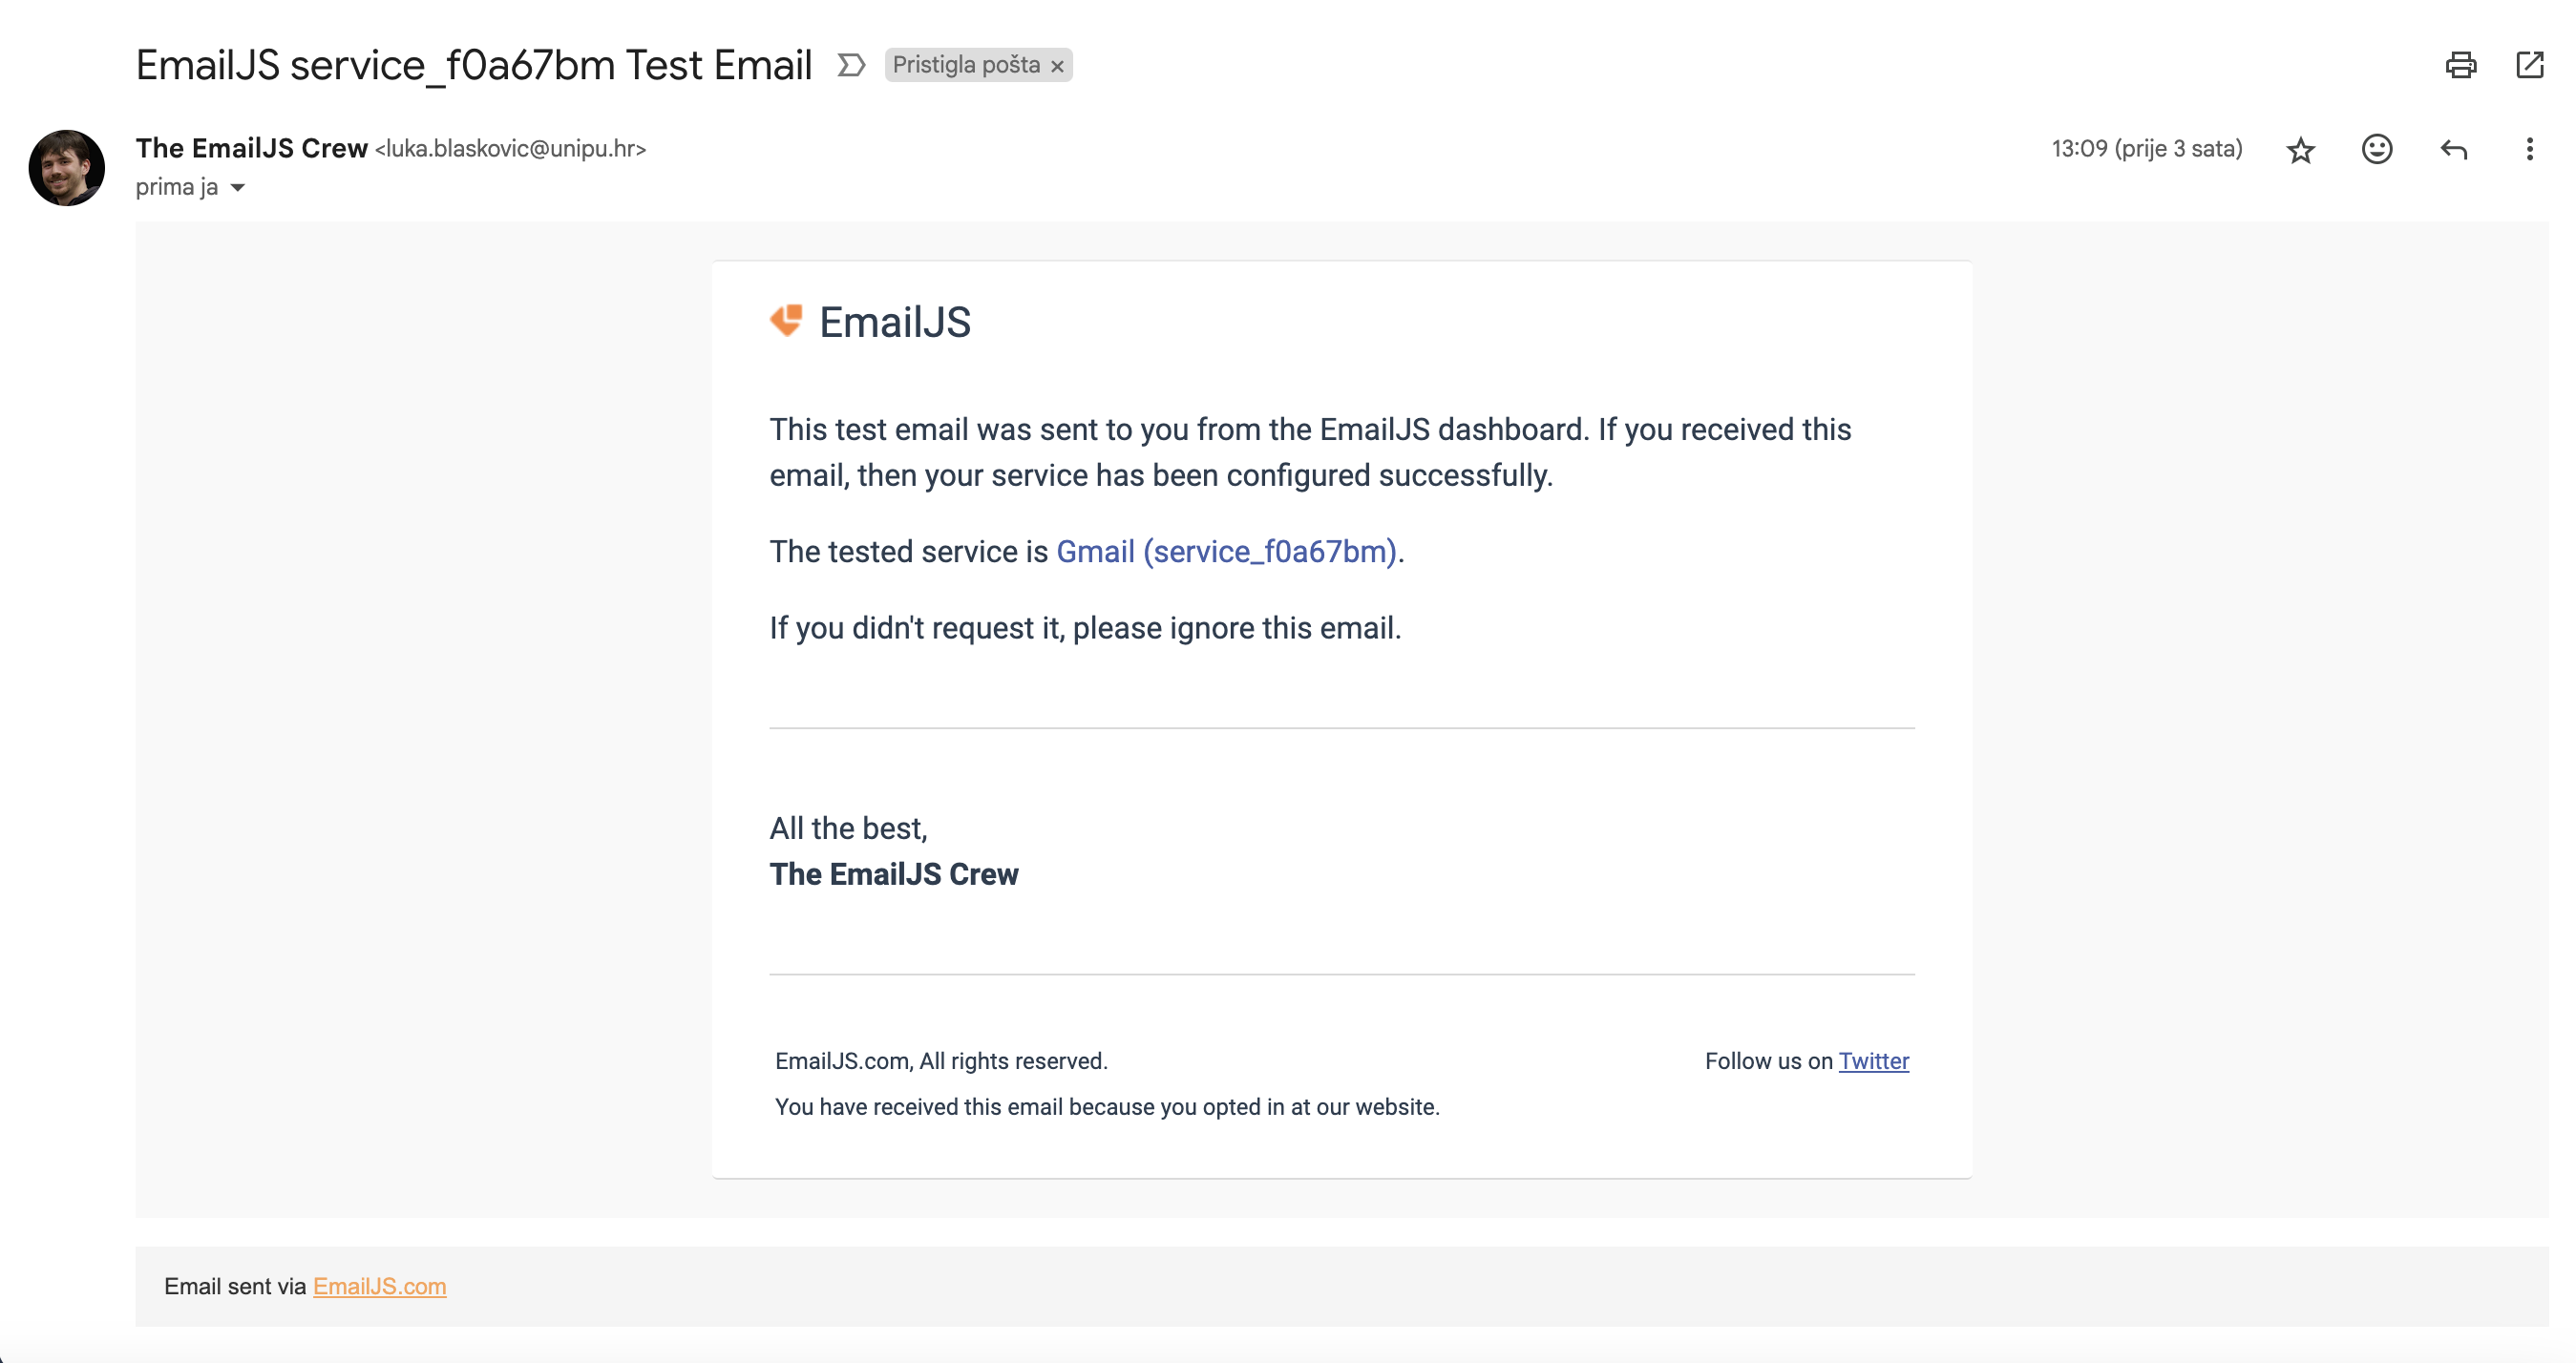 EmailJS service_f0a67bm Test Email Pristigla pošta ×
The EmailJS Crew <luka.blaskovic@unipu.hr> 13:09 (prije 3 sata)
prima ja
EmailJS
This test email was sent to you from the EmailJS dashboard. If you received this
email, then your service has been configured successfully.
The tested service is Gmail (service_f0a67bm).
If you didn't request it, please ignore this email.
All the best,
The EmailJS Crew
EmailJS.com, All rights reserved. Follow us on Twitter
You have received this email because you opted in at our website.
Email sent via EmailJS.com